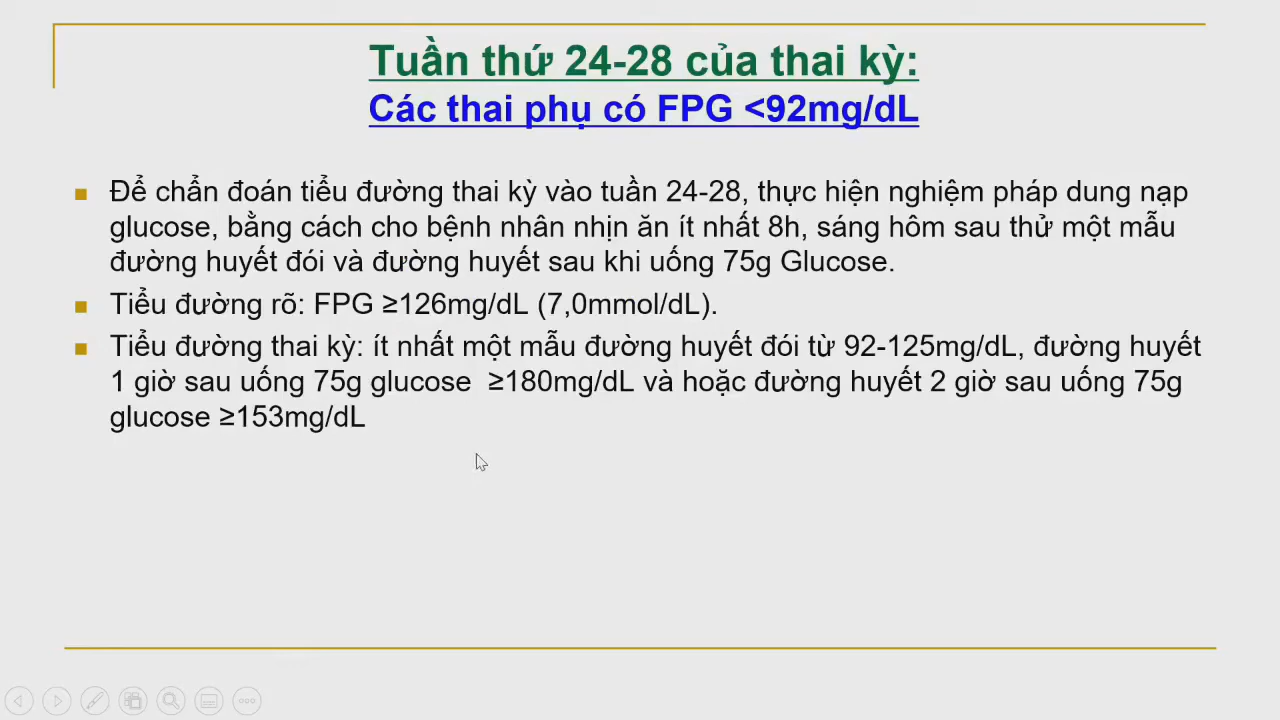 Tuần thứ 24-28 của thai kỳ:
Các thai phụ có FPG <92mg/dL
Để chẩn đoán tiểu đường thai kỳ vào tuần 24-28, thực hiện nghiệm pháp dung nạp
glucose, bằng cách cho bệnh nhân nhịn ăn ít nhất 8h, sáng hôm sau thử một mẫu
đường huyết đói và đường huyết sau khi uống 75g Glucose.
Tiểu đường rõ: FPG ≥126mg/dL (7,0mmol/dL).
Tiểu đường thai kỳ: ít nhất một mẫu đường huyết đói từ 92-125mg/dL, đường huyết
1 giờ sau uống 75g glucose ≥180mg/dL và hoặc đường huyết 2 giờ sau uống 75g
glucose ≥153mg/dL